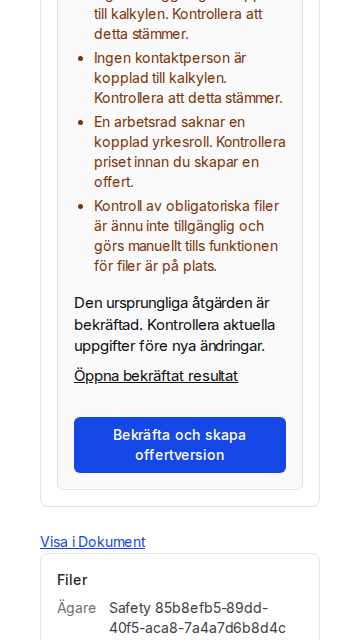 till kalkylen. Kontrollera att
detta stämmer.
Ingen kontaktperson är
kopplad till kalkylen.
Kontrollera att detta stämmer.
En arbetsrad saknar en
kopplad yrkesroll. Kontrollera
priset innan du skapar en
offert.
Kontroll av obligatoriska filer
är ännu inte tillgänglig och
görs manuellt tills funktionen
för filer är på plats.
Den ursprungliga åtgärden är
bekräftad. Kontrollera aktuella
uppgifter före nya ändringar.
Öppna bekräftat resultat
Bekräfta och skapa
offertversion
Visa i Dokument
Filer
Ägare Safety 85b8efb5-89dd-
40f5-aca8-7a4a7d6b8d4c